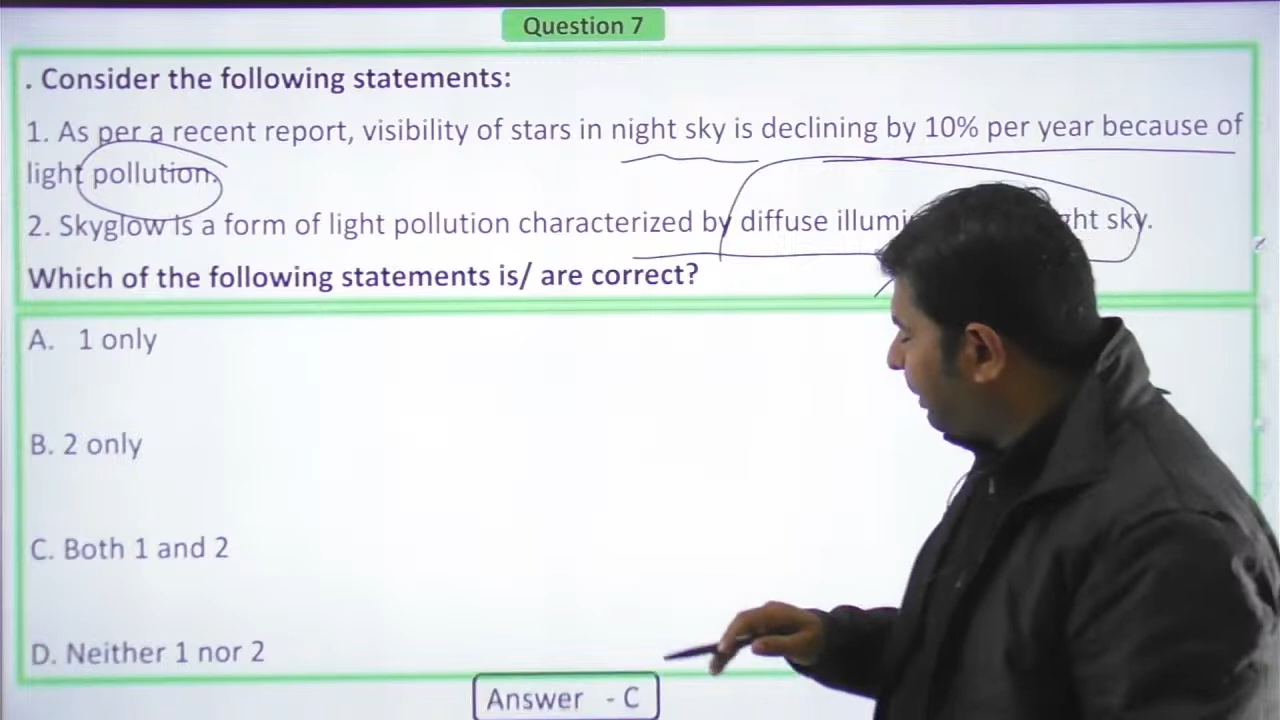 Question 7
. Consider the following statements:
1. As per a recent report, visibility of stars in night sky is declining by 10% per year because of
light pollution.
2. Skyglow is a form of light pollution characterized by diffuse illumi ght sky.
Which of the following statements is/ are correct?
A. 1 only
B. 2 only
C. Both 1 and 2
D. Neither 1 nor 2
Answer - C